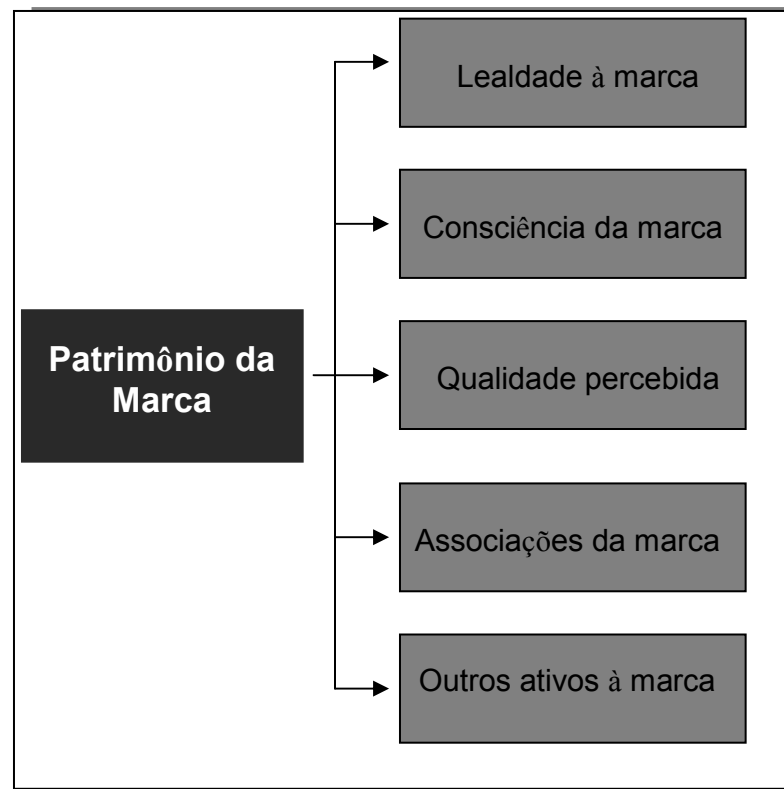 Lealdade à marca
Consciência da marca
Patrimônio da
Marca
Qualidade percebida
Associações da marca
Outros ativos à marca